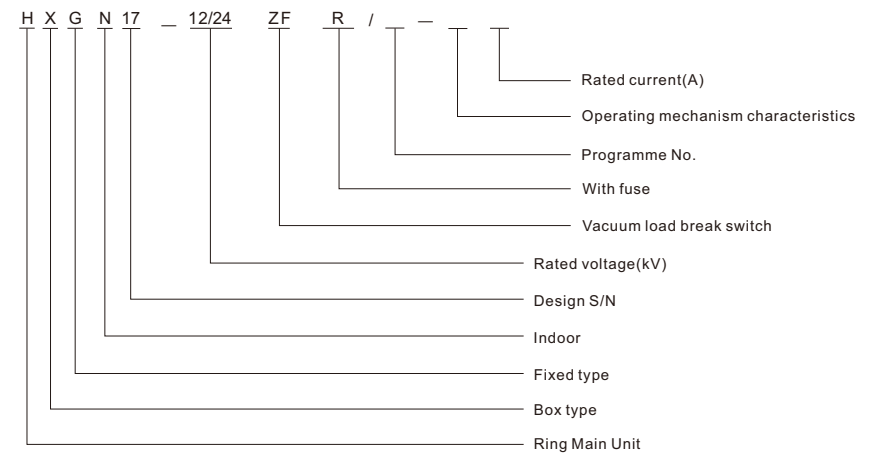 H X G N 17 — 12/24 ZF R / —
Rated current(A)
Operating mechanism characteristics
Programme No.
With fuse
Vacuum load break switch
Rated voltage(kV)
Design S/N
Indoor
Fixed type
Box type
Ring Main Unit